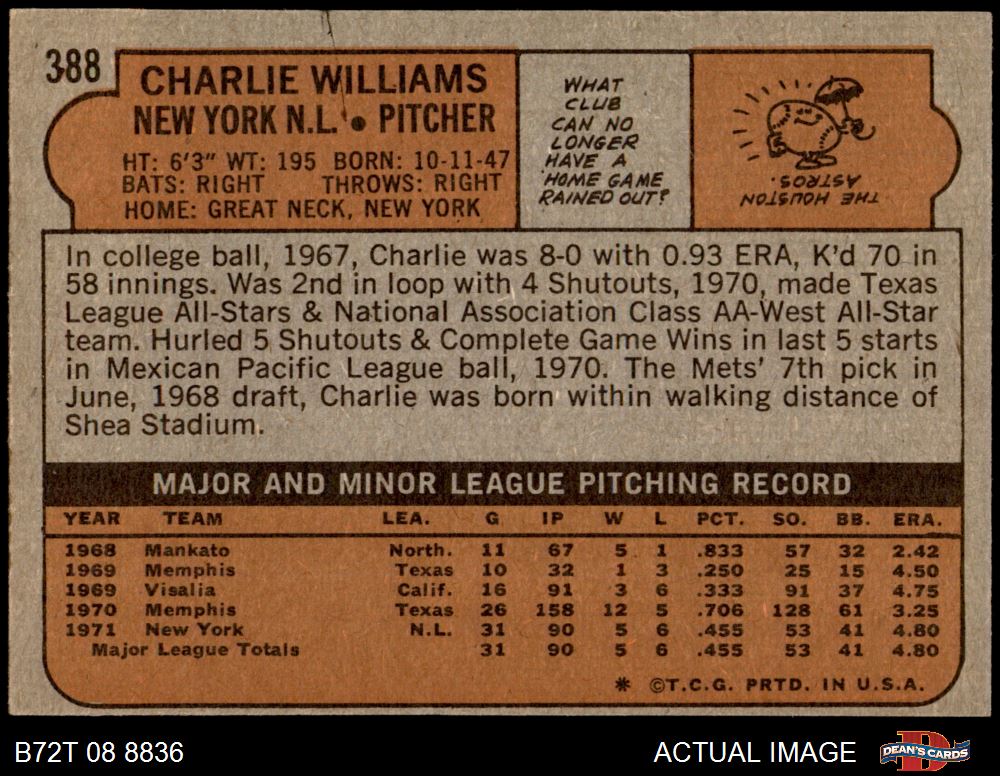 388
CHARLIE WILLIAMS
NEW YORK N.L. • PITCHER
HT: 6'3" WT: 195 BORN: 10-11-47
BATS: RIGHT THROWS: RIGHT
HOME: GREAT NECK, NEW YORK
WHAT
CLUB
CAN NO
LONGER
HAVE A
HOME GAME
RAINED OUT?
THE HOUSTON
ASTROS.
In college ball, 1967, Charlie was 8-0 with 0.93 ERA, K'd 70 in
58 innings. Was 2nd in loop with 4 Shutouts, 1970, made Texas
League All-Stars & National Association Class AA-West All-Star
team. Hurled 5 Shutouts & Complete Game Wins in last 5 starts
in Mexican Pacific League ball, 1970. The Mets' 7th pick in
June, 1968 draft, Charlie was born within walking distance of
Shea Stadium.
MAJOR AND MINOR LEAGUE PITCHING RECORD
YEAR TEAM LEA. G IP W L PCT. SO. BB. ERA.
1968 Mankato North. 11 67 5 1 .833 57 32 2.42
1969 Memphis Texas 10 32 1 3 .250 25 15 4.50
1969 Visalia Calif. 16 91 3 6 .333 91 37 4.75
1970 Memphis Texas 26 158 12 5 .706 128 61 3.25
1971 New York N.L. 31 90 5 6 .455 53 41 4.80
Major League Totals 31 90 5 6 .455 53 41 4.80
* ©T.C.G. PRTD. IN U.S.A.
B72T 08 8836
ACTUAL IMAGE
D
DEAN'S CARDS